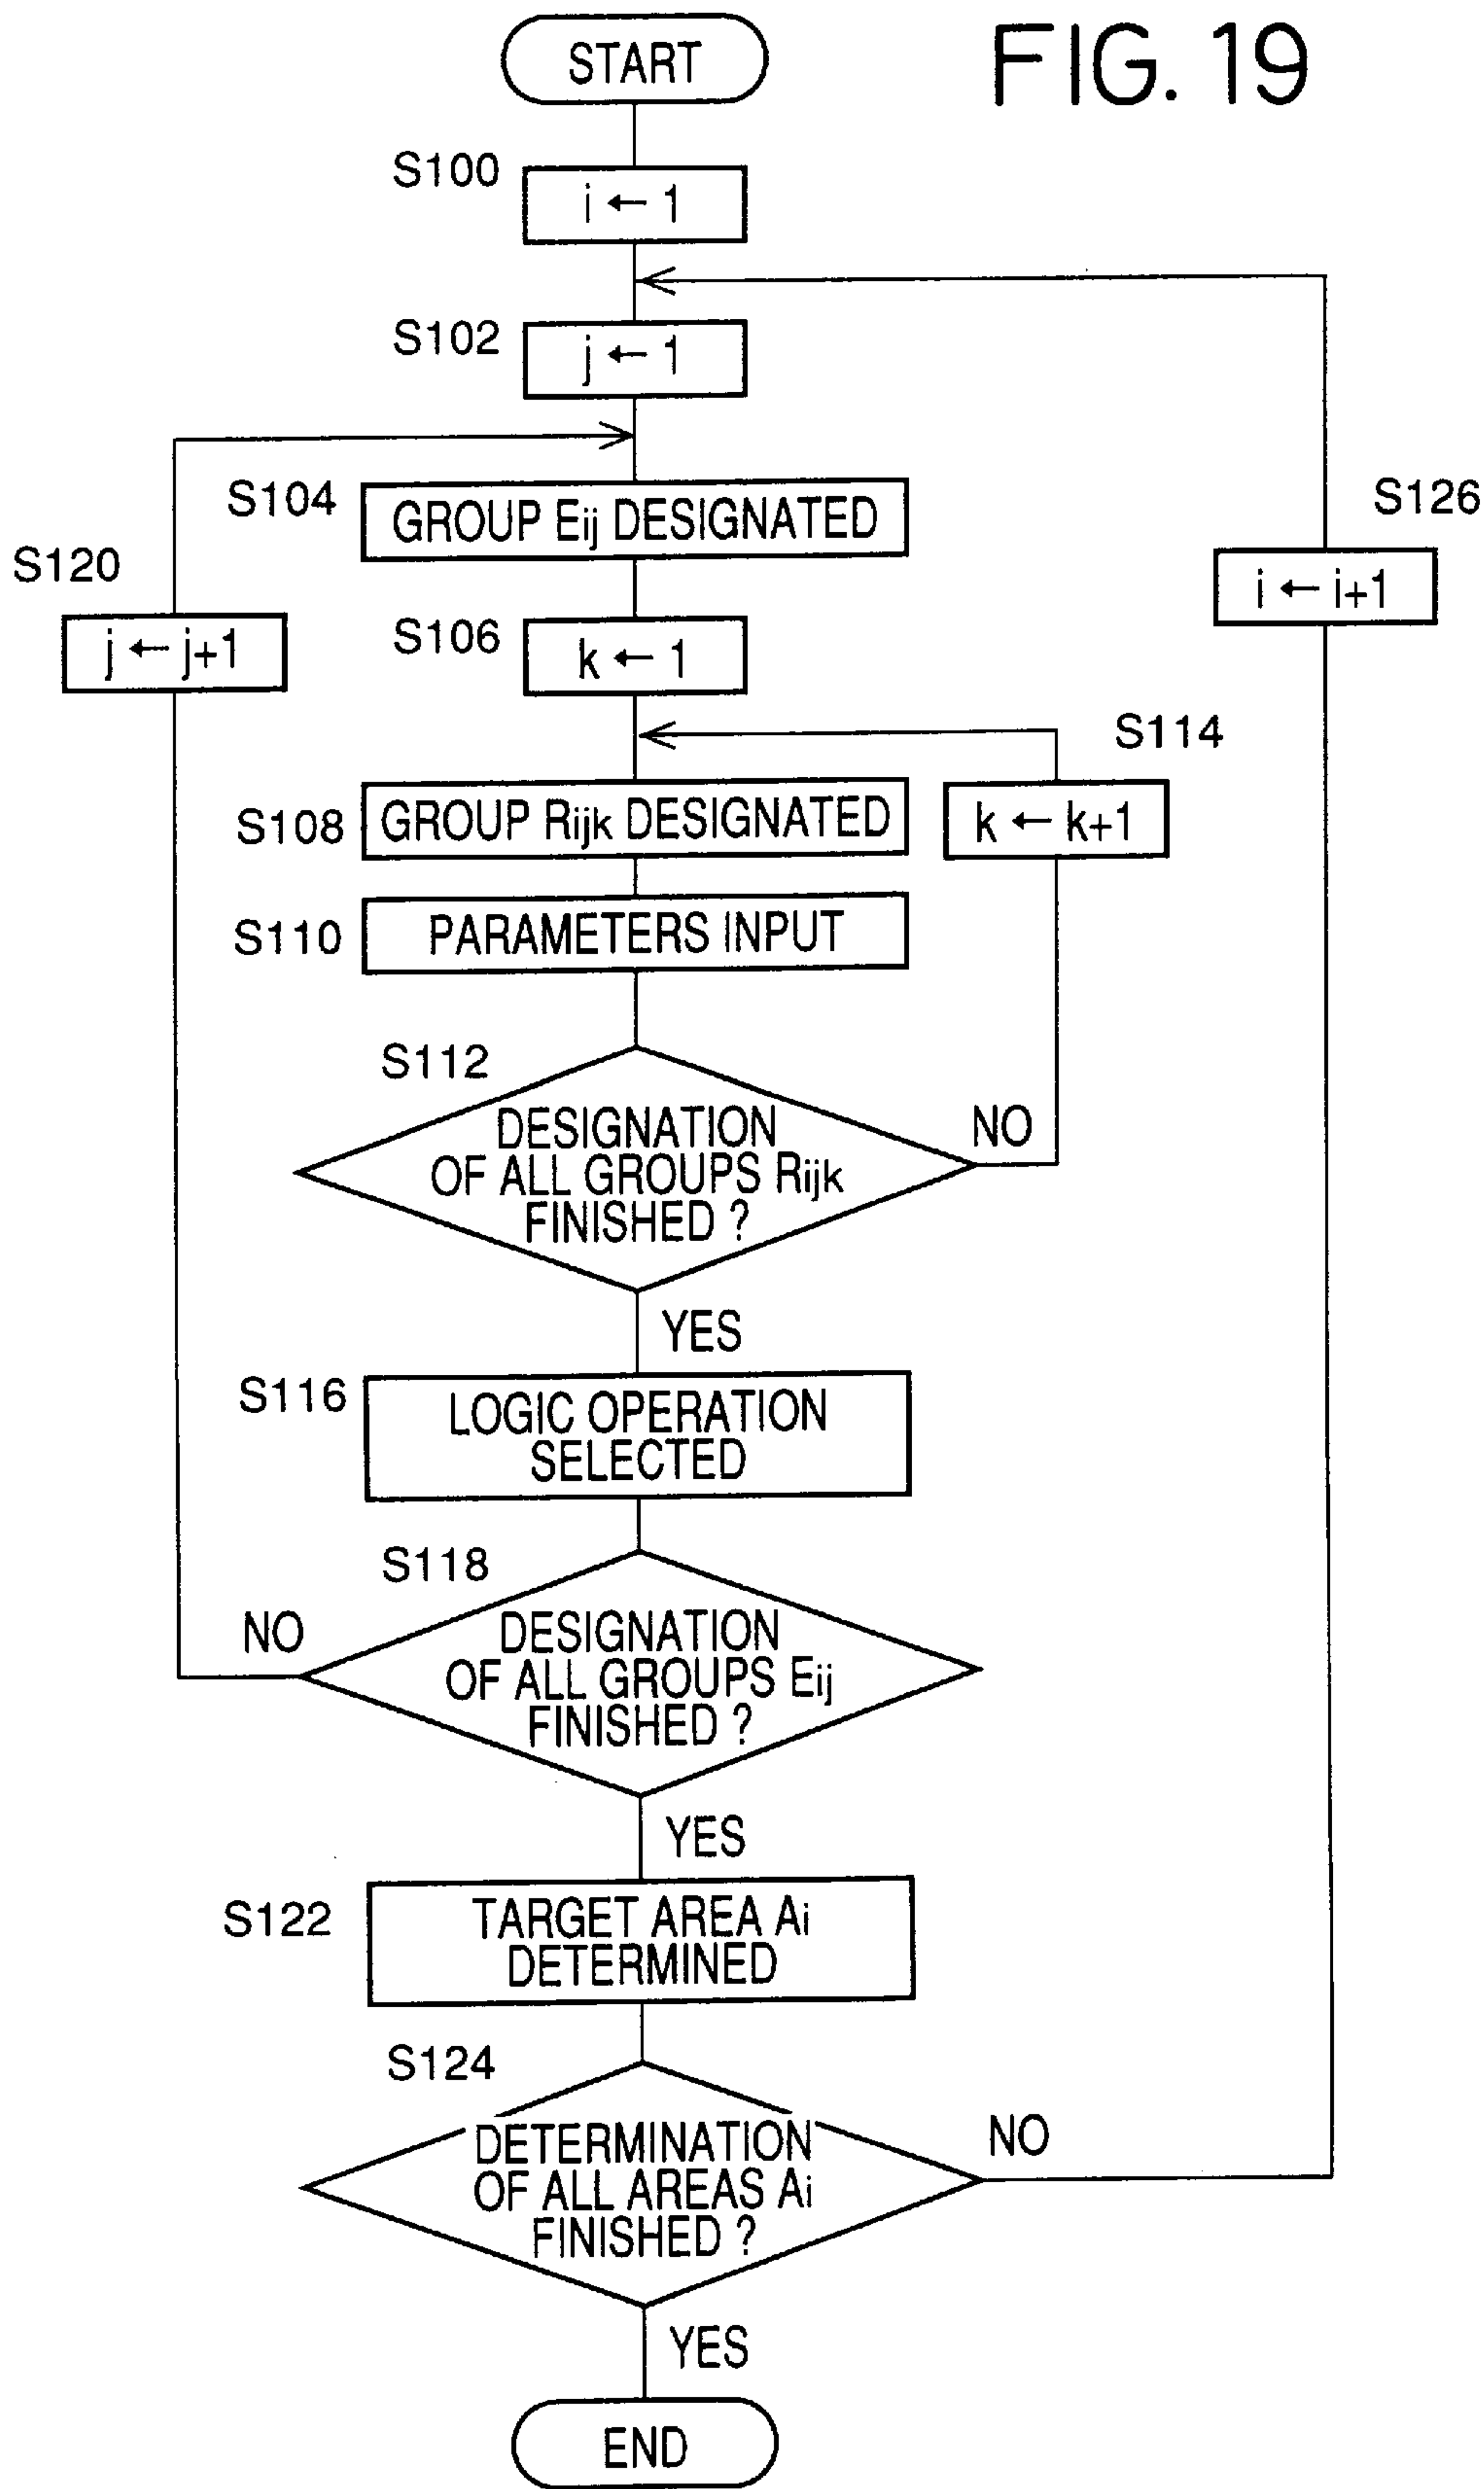 FIG. 19
START
S100
i ← 1
S102
j ← 1
S104
GROUP Eij DESIGNATED
S126
i ← i+1
S120
j ← j+1
S106
k ← 1
S114
k ← k+1
S108
GROUP Rijk DESIGNATED
S110
PARAMETERS INPUT
S112
DESIGNATION
OF ALL GROUPS Rijk
FINISHED ?
NO
YES
S116
LOGIC OPERATION
SELECTED
S118
NO
DESIGNATION
OF ALL GROUPS Eij
FINISHED ?
YES
S122
TARGET AREA Ai
DETERMINED
S124
DETERMINATION
OF ALL AREAS Ai
FINISHED ?
NO
YES
END